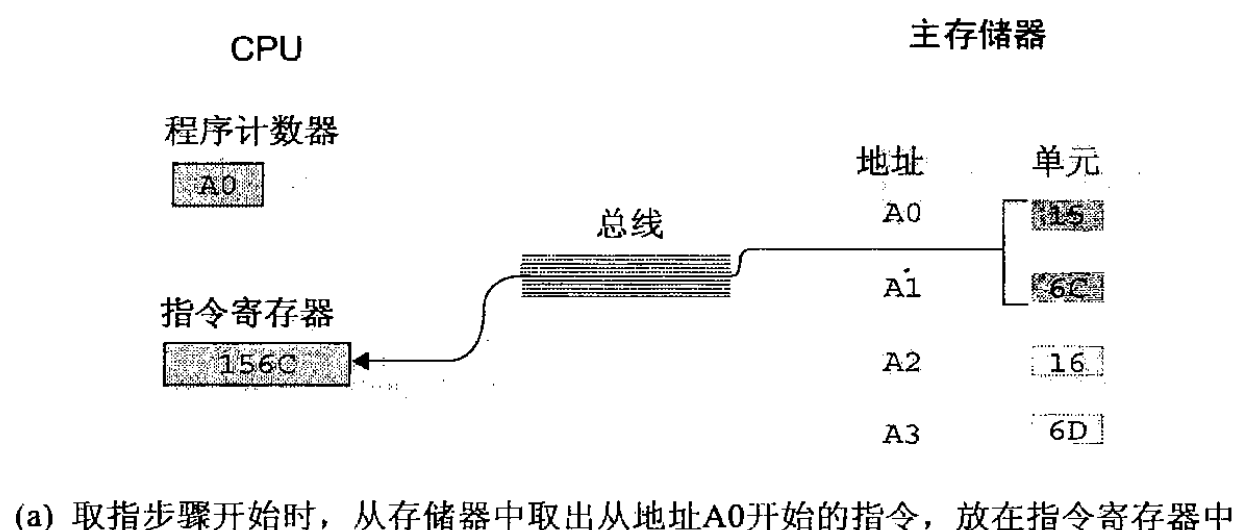 CPU
主存储器
程序计数器
A0
地址 单元
A0 15
总线
A1 6C
指令寄存器
156C
A2 16
A3 6D
(a) 取指步骤开始时，从存储器中取出从地址A0开始的指令，放在指令寄存器中